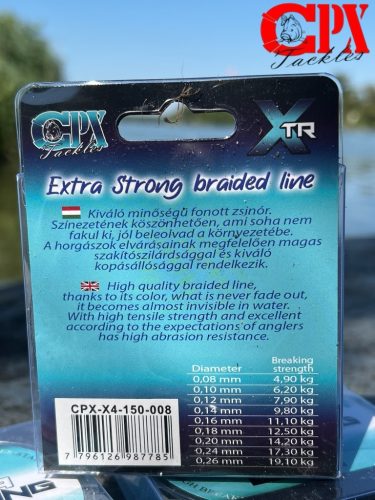 CPX
Tackles
CPX
Tackles
XTR
Extra Strong braided line
Kiváló minőségű fonott zsinór.
Színezetének köszönhetően, ami soha nem
fakul ki, jól beleolvad a környezetébe.
A horgászok elvárásainak megfelelően magas
szakítószilárdsággal és kiváló
kopásállósággal rendelkezik.
High quality braided line,
thanks to its color, what is never fade out,
it becomes almost invisible in water.
With high tensile strength and excellent
according to the expectations of anglers
has high abrasion resistance.
Diameter Breaking strength
0,08 mm 4,90 kg
0,10 mm 6,20 kg
0,12 mm 7,90 kg
0,14 mm 9,80 kg
0,16 mm 11,10 kg
0,18 mm 12,50 kg
0,20 mm 14,20 kg
0,24 mm 17,30 kg
0,26 mm 19,10 kg
CPX-X4-150-008
7 796126 987785